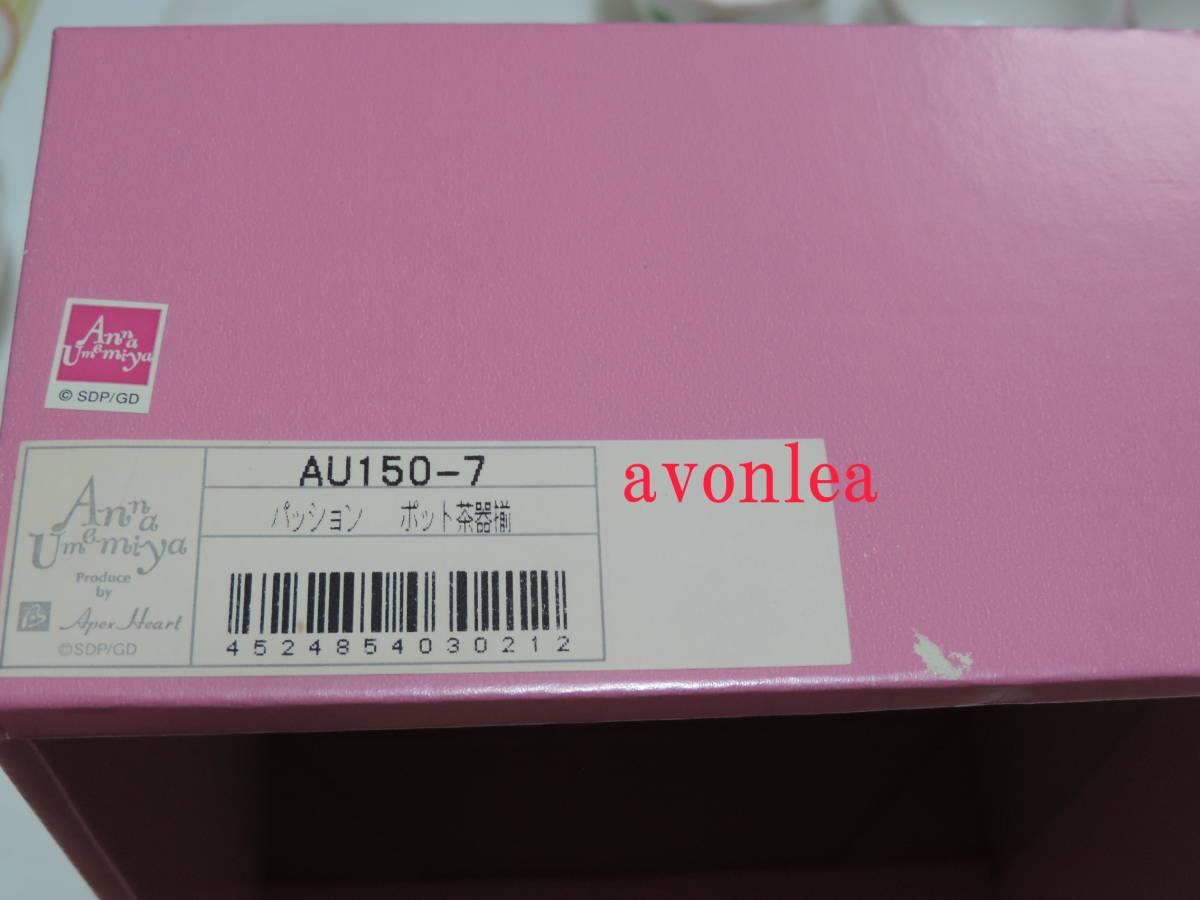 Anna
Umemiya
© SDP/GD
Anna
Umemiya
Produce
by
Apex Heart
©SDP/GD
AU150-7
パッション ポット茶器揃
4524854030212
avonlea